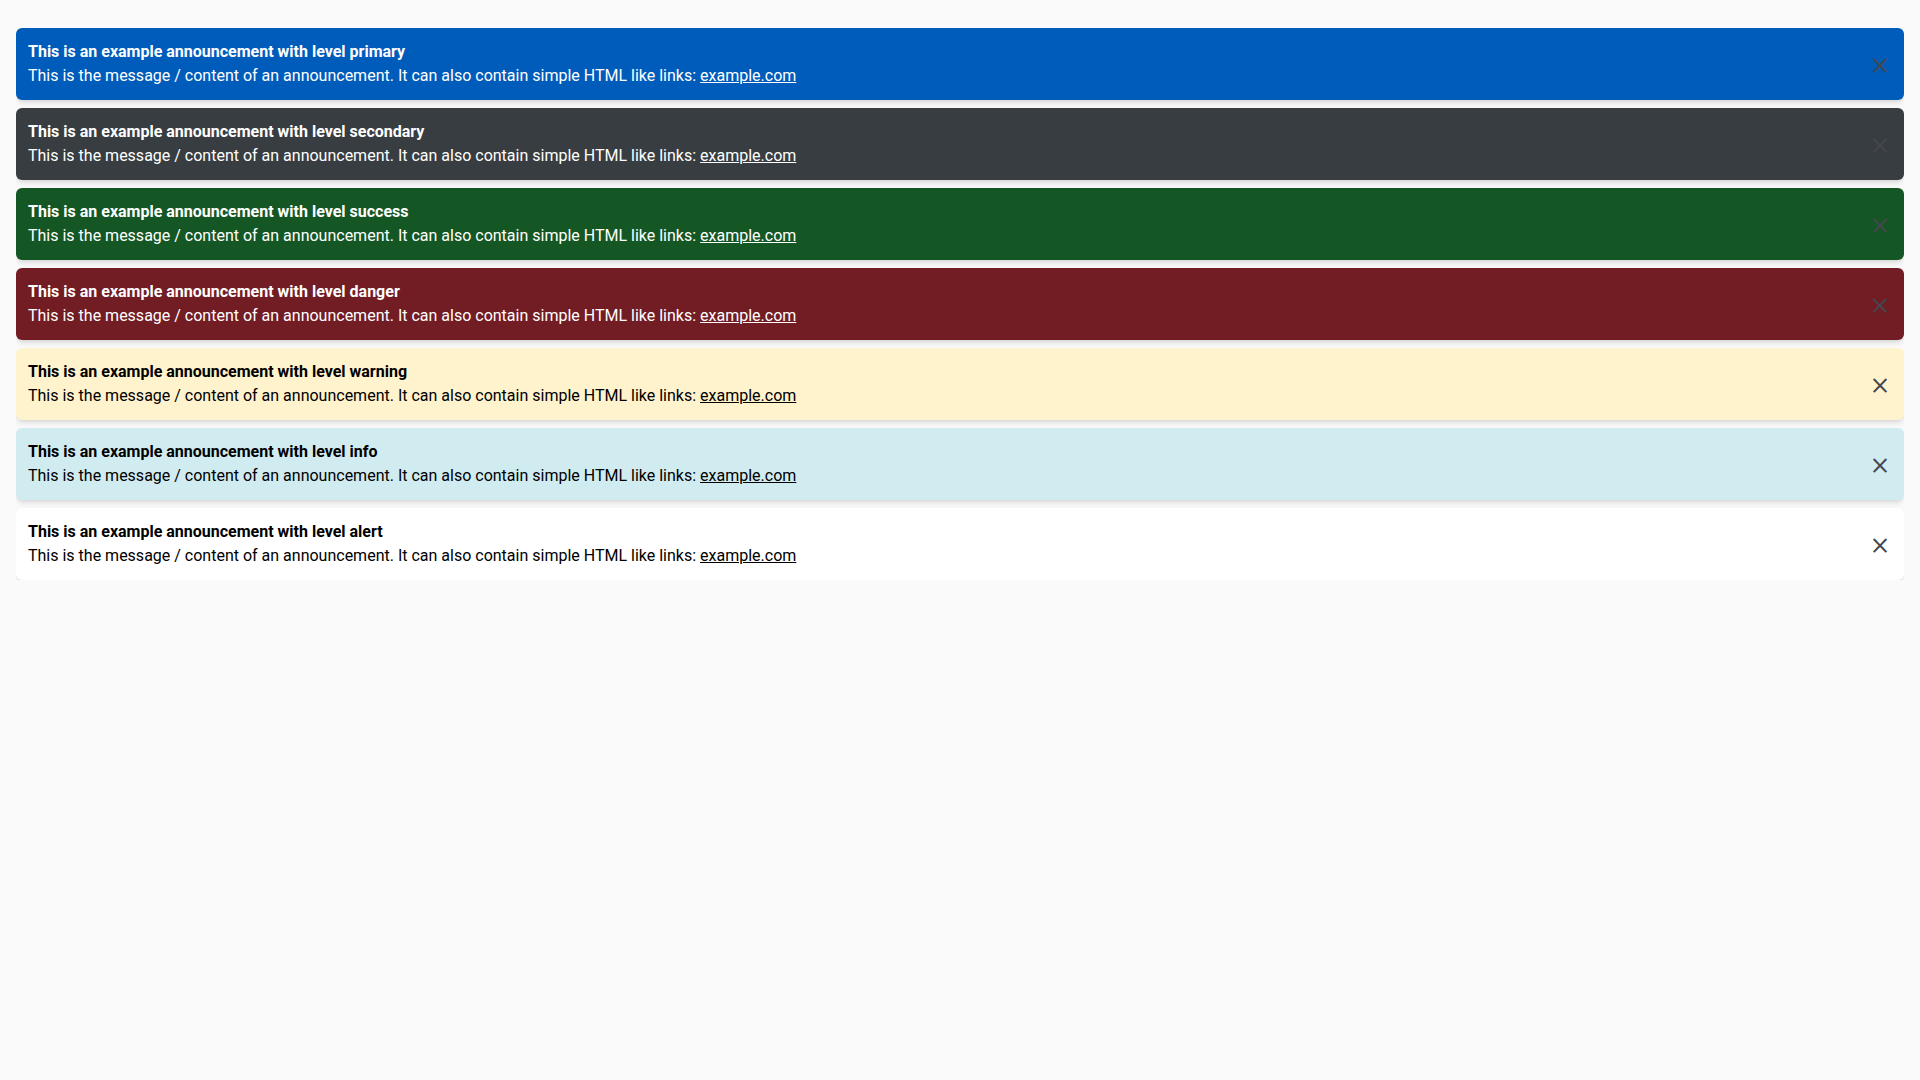 This is an example announcement with level primary
This is the message / content of an announcement. It can also contain simple HTML like links: example.com
This is an example announcement with level secondary
This is the message / content of an announcement. It can also contain simple HTML like links: example.com
This is an example announcement with level success
This is the message / content of an announcement. It can also contain simple HTML like links: example.com
This is an example announcement with level danger
This is the message / content of an announcement. It can also contain simple HTML like links: example.com
This is an example announcement with level warning
This is the message / content of an announcement. It can also contain simple HTML like links: example.com
This is an example announcement with level info
This is the message / content of an announcement. It can also contain simple HTML like links: example.com
This is an example announcement with level alert
This is the message / content of an announcement. It can also contain simple HTML like links: example.com